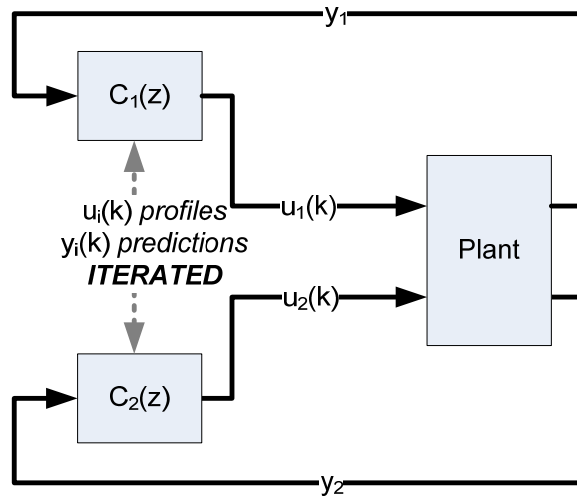 y1
C1(z)
ui(k) profiles
yi(k) predictions
ITERATED
u1(k)
Plant
u2(k)
C2(z)
y2